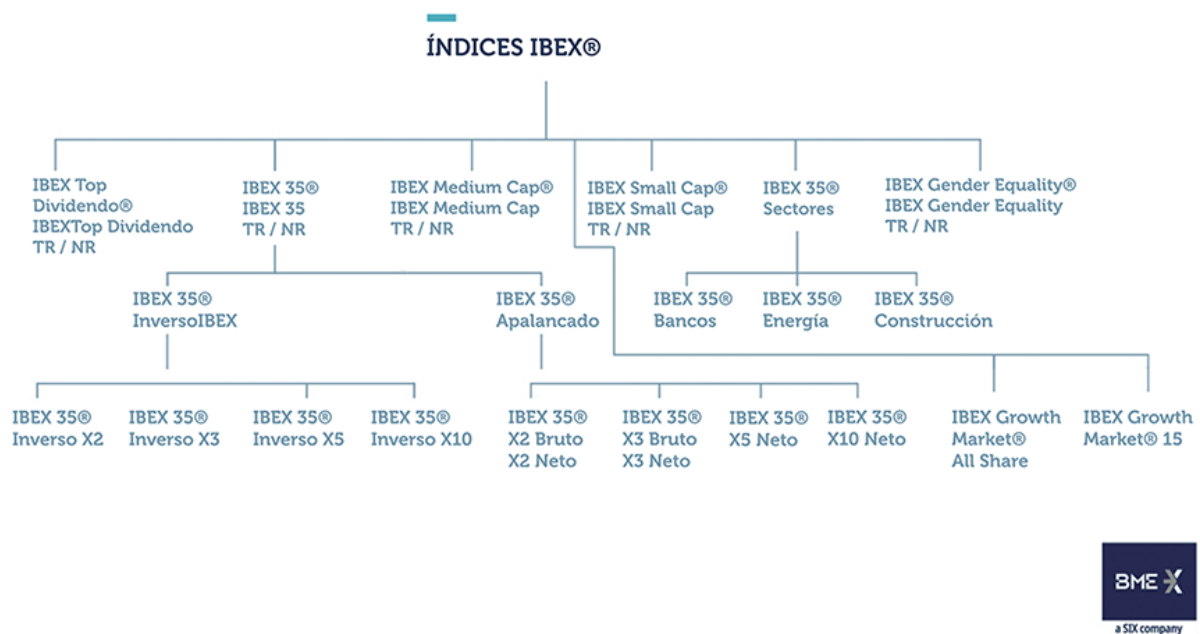 ÍNDICES IBEX®
IBEX Top
Dividendo®
IBEXTop Dividendo
TR / NR
IBEX 35®
IBEX 35
TR / NR
IBEX Medium Cap®
IBEX Medium Cap
TR / NR
IBEX Small Cap®
IBEX Small Cap
TR / NR
IBEX 35®
Sectores
IBEX Gender Equality®
IBEX Gender Equality
TR / NR
IBEX 35®
InversoIBEX
IBEX 35®
Apalancado
IBEX 35®
Bancos
IBEX 35®
Energía
IBEX 35®
Construcción
IBEX 35®
Inverso X2
IBEX 35®
Inverso X3
IBEX 35®
Inverso X5
IBEX 35®
Inverso X10
IBEX 35®
X2 Bruto
X2 Neto
IBEX 35®
X3 Bruto
X3 Neto
IBEX 35®
X5 Neto
IBEX 35®
X10 Neto
IBEX Growth
Market®
All Share
IBEX Growth
Market® 15
BME
a SIX company